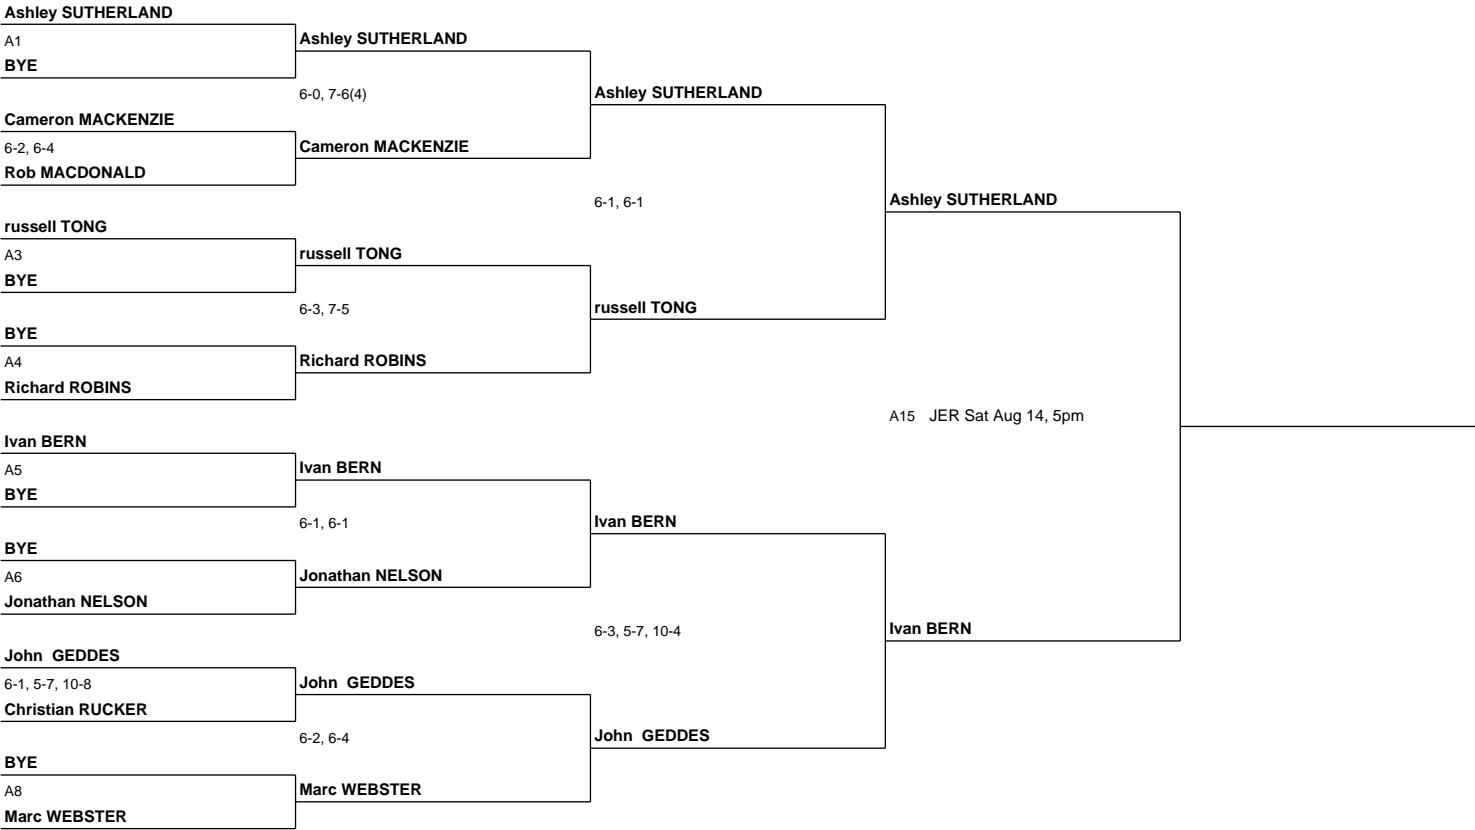 Ashley SUTHERLAND
A1
BYE
Cameron MACKENZIE
6-2, 6-4
Rob MACDONALD
russell TONG
A3
BYE
BYE
A4
Richard ROBINS
Ivan BERN
A5
BYE
BYE
A6
Jonathan NELSON
John  GEDDES
6-1, 5-7, 10-8
Christian RUCKER
BYE
A8
Marc WEBSTER
Ashley SUTHERLAND
6-0, 7-6(4)
Cameron MACKENZIE
russell TONG
6-3, 7-5
Richard ROBINS
Ivan BERN
6-1, 6-1
Jonathan NELSON
John  GEDDES
6-2, 6-4
Marc WEBSTER
Ashley SUTHERLAND
6-1, 6-1
russell TONG
Ivan BERN
6-3, 5-7, 10-4
John  GEDDES
Ashley SUTHERLAND
A15 JER Sat Aug 14, 5pm
Ivan BERN